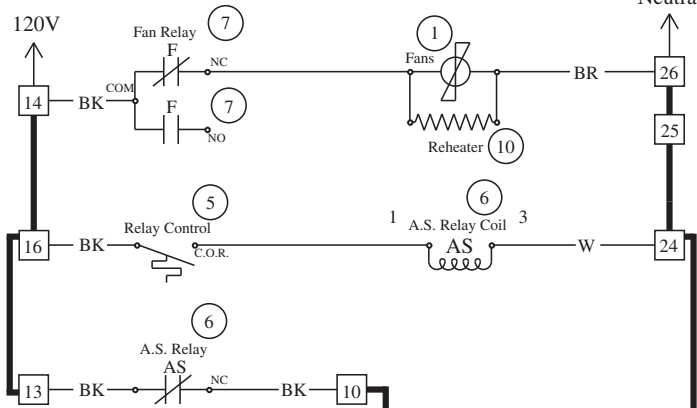 120V
Fan Relay
7
F
NC
Fans
1
14
BK
COM
BR
26
F
7
NO
Reheater
10
25
5
Relay Control
6
1
A.S. Relay Coil
3
16
BK
C.O.R.
AS
W
24
6
A.S. Relay
AS
NC
13
BK
BK
10